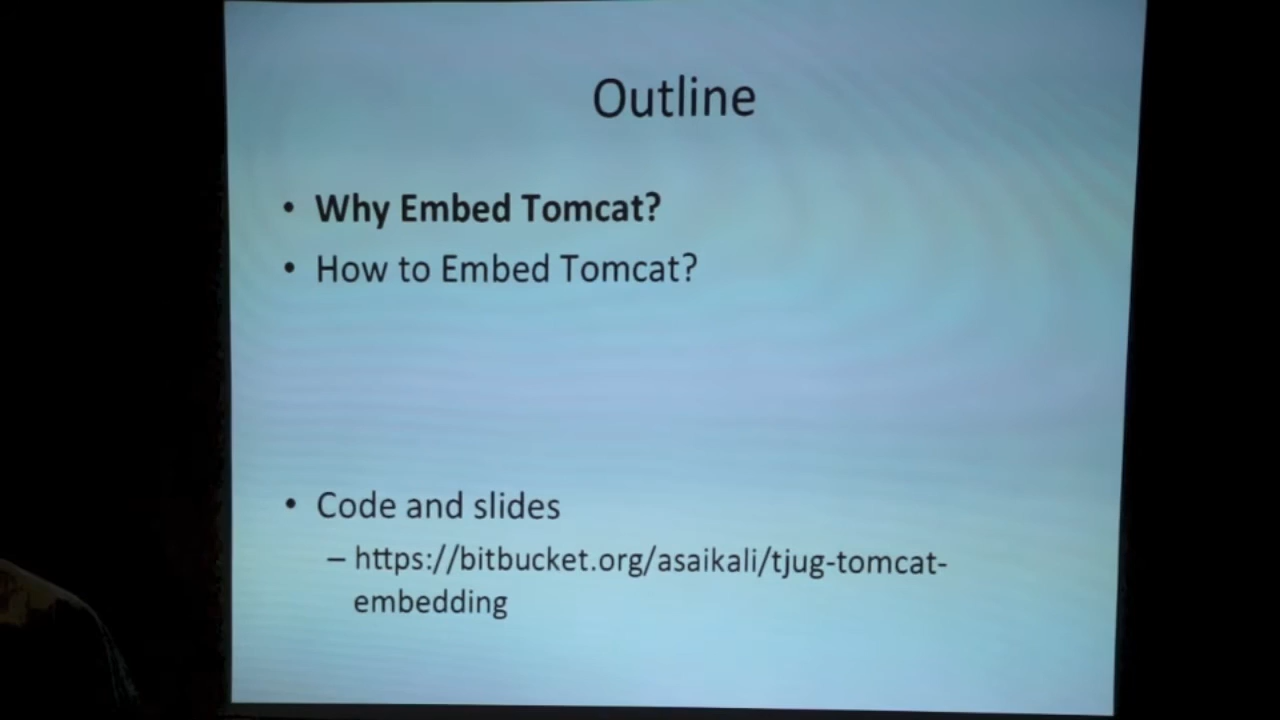 Outline
• Why Embed Tomcat?
• How to Embed Tomcat?
• Code and slides
– https://bitbucket.org/asaikali/tjug-tomcat-
embedding